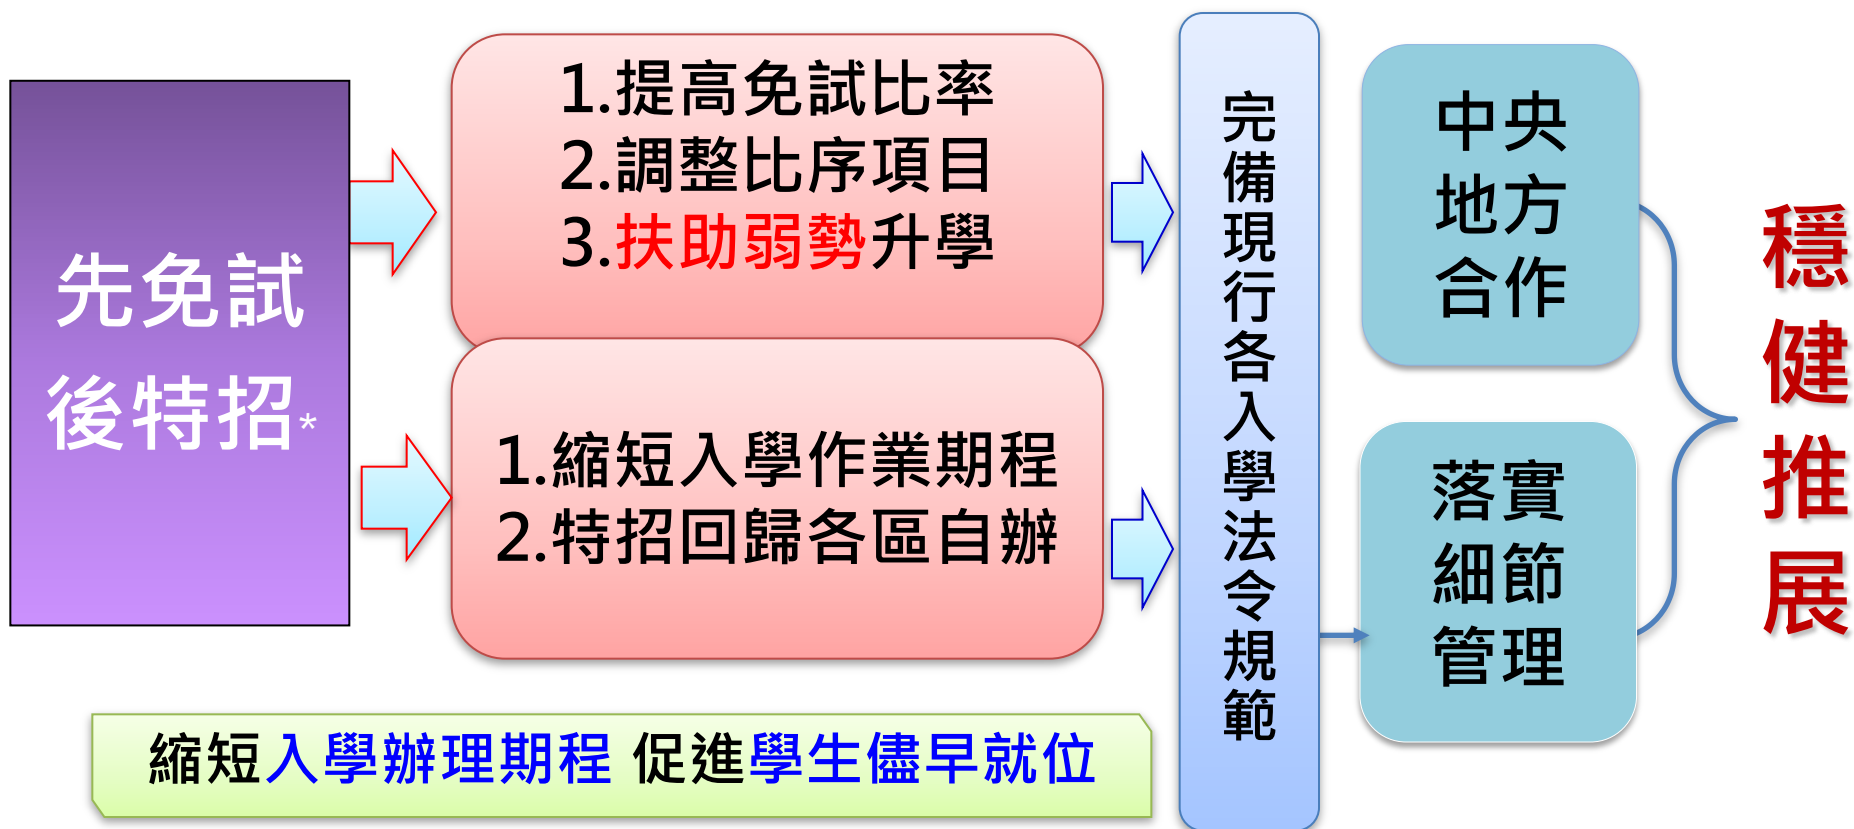 先免試
後特招*
1.提高免試比率
2.調整比序項目
3.扶助弱勢升學
1.縮短入學作業期程
2.特招回歸各區自辦
完備現行各入學法令規範
中央
地方
合作
落實
細節
管理
穩健推展
縮短入學辦理期程 促進學生儘早就位